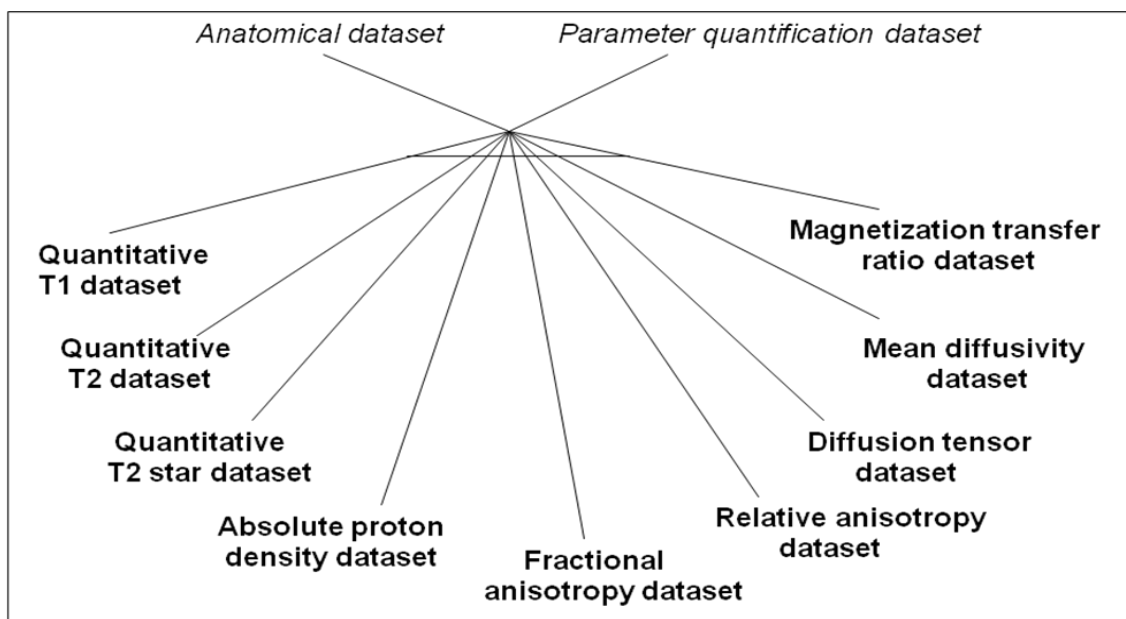 Anatomical dataset
Parameter quantification dataset
Quantitative
T1 dataset
Quantitative
T2 dataset
Quantitative
T2 star dataset
Absolute proton
density dataset
Fractional
anisotropy dataset
Relative anisotropy
dataset
Diffusion tensor
dataset
Mean diffusivity
dataset
Magnetization transfer
ratio dataset